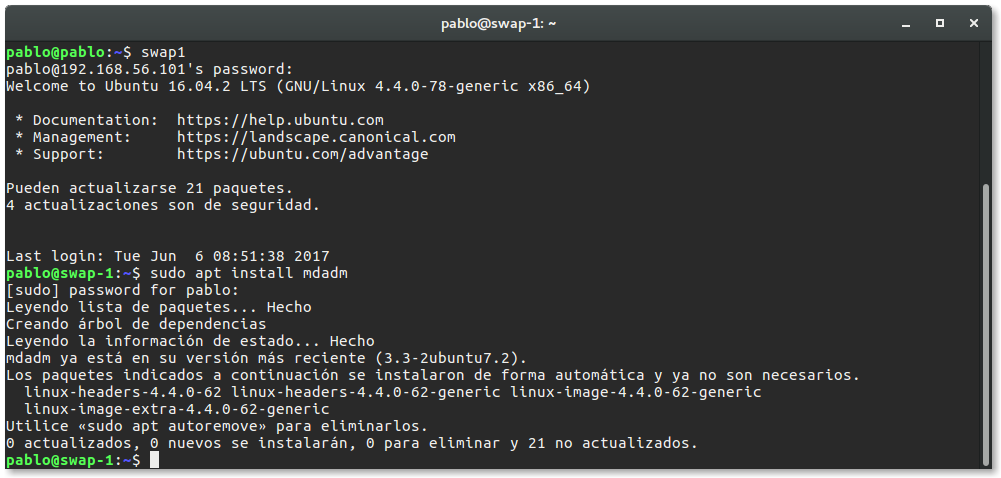 pablo@swap-1: ~
pablo@pablo:~$ swap1
pablo@192.168.56.101's password:
Welcome to Ubuntu 16.04.2 LTS (GNU/Linux 4.4.0-78-generic x86_64)
 * Documentation:  https://help.ubuntu.com
 * Management:     https://landscape.canonical.com
 * Support:        https://ubuntu.com/advantage
Pueden actualizarse 21 paquetes.
4 actualizaciones son de seguridad.
Last login: Tue Jun  6 08:51:38 2017
pablo@swap-1:~$ sudo apt install mdadm
[sudo] password for pablo:
Leyendo lista de paquetes... Hecho
Creando árbol de dependencias
Leyendo la información de estado... Hecho
mdadm ya está en su versión más reciente (3.3-2ubuntu7.2).
Los paquetes indicados a continuación se instalaron de forma automática y ya no son necesarios.
  linux-headers-4.4.0-62 linux-headers-4.4.0-62-generic linux-image-4.4.0-62-generic
  linux-image-extra-4.4.0-62-generic
Utilice «sudo apt autoremove» para eliminarlos.
0 actualizados, 0 nuevos se instalarán, 0 para eliminar y 21 no actualizados.
pablo@swap-1:~$